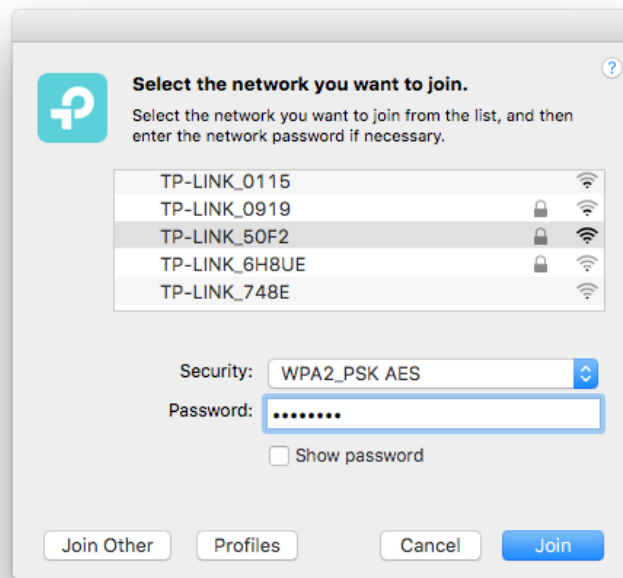 ?
Select the network you want to join.
Select the network you want to join from the list, and then
enter the network password if necessary.
TP-LINK_0115
TP-LINK_0919
TP-LINK_50F2
TP-LINK_6H8UE
TP-LINK_748E
Security: WPA2_PSK AES
Password: ••••••••
Show password
Join Other Profiles Cancel Join